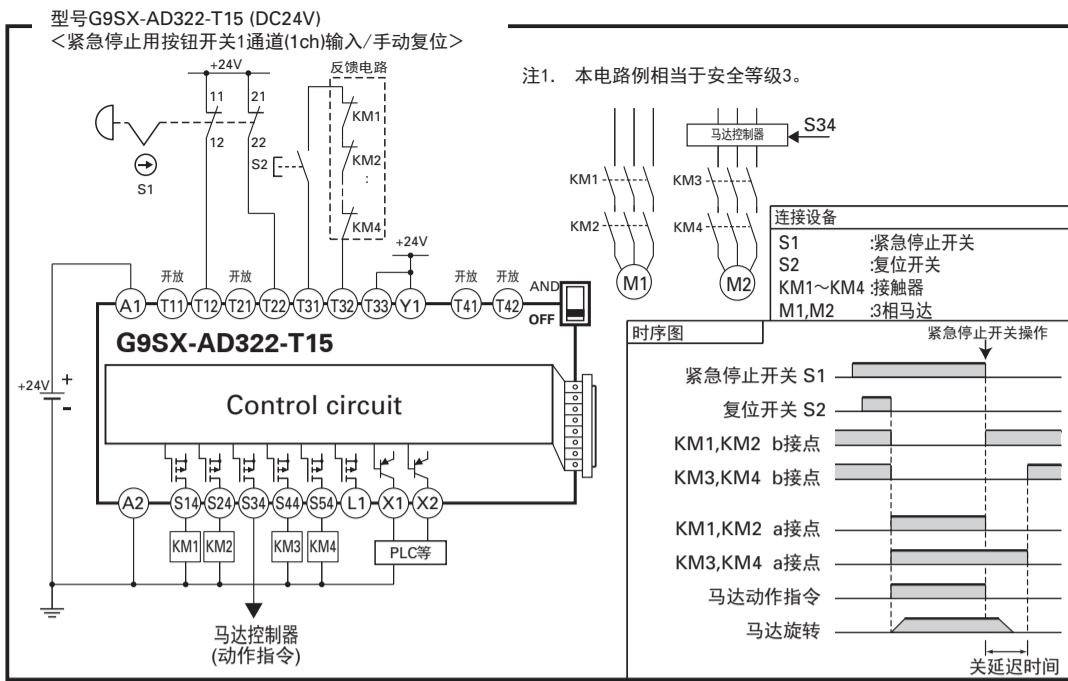 型号G9SX-AD322-T15 (DC24V)
＜紧急停止用按钮开关1通道(1ch)输入/手动复位＞
+24V
反馈电路
11
21
12
22
S1
S2
KM1
KM2
:
KM4
+24V
注1. 本电路例相当于安全等级3。
马达控制器
S34
KM1
KM2
M1
KM3
KM4
M2
连接设备
S1 :紧急停止开关
S2 :复位开关
KM1～KM4 :接触器
M1,M2 :3相马达
开放 开放 开放 开放
A1 T11 T12 T21 T22 T31 T32 T33 Y1 T41 T42
AND
OFF
G9SX-AD322-T15
+24V
+
-
Control circuit
A2 S14 S24 S34 S44 S54 L1 X1 X2
KM1 KM2 KM3 KM4 PLC等
马达控制器
(动作指令)
时序图
紧急停止开关操作
紧急停止开关 S1
复位开关 S2
KM1,KM2 b接点
KM3,KM4 b接点
KM1,KM2 a接点
KM3,KM4 a接点
马达动作指令
马达旋转
关延迟时间